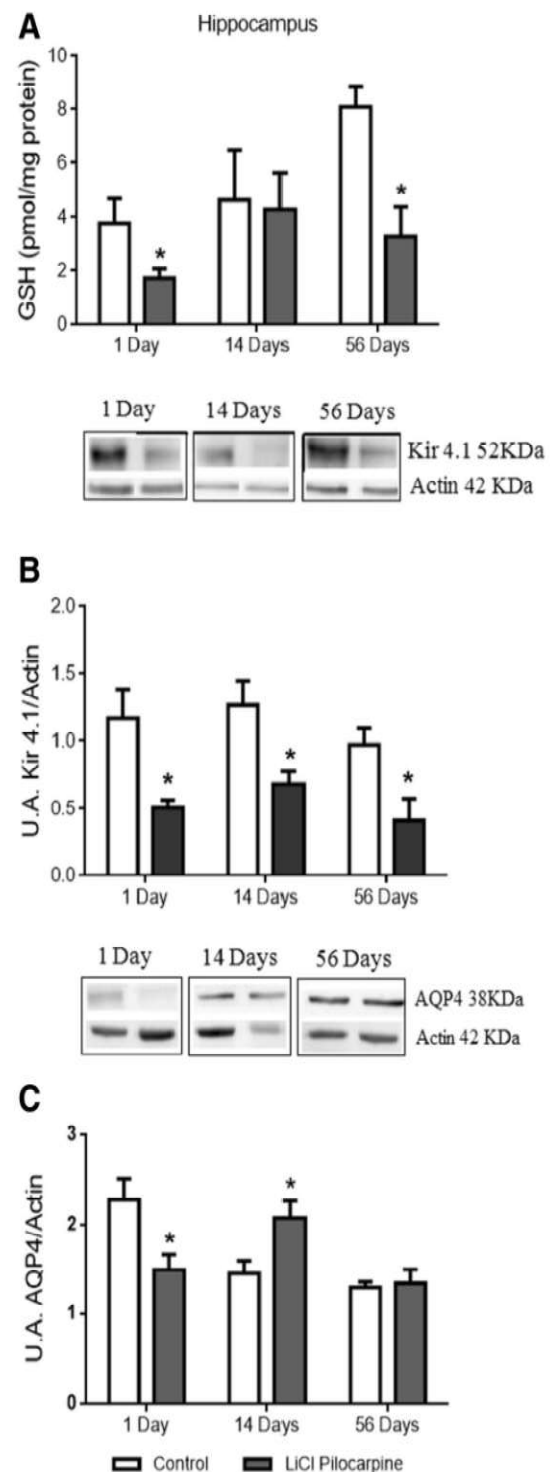 A
Hippocampus
GSH (pmol/mg protein)
10
8
6
4
2
0
*
*
1 Day 14 Days 56 Days
1 Day 14 Days 56 Days
Kir 4.1 52KDa
Actin 42 KDa
B
U.A. Kir 4.1/Actin
2.0
1.5
1.0
0.5
0.0
*
*
*
1 Day 14 Days 56 Days
1 Day 14 Days 56 Days
AQP4 38KDa
Actin 42 KDa
C
U.A. AQP4/Actin
3
2
1
0
*
*
1 Day 14 Days 56 Days
Control LiCl Pilocarpine